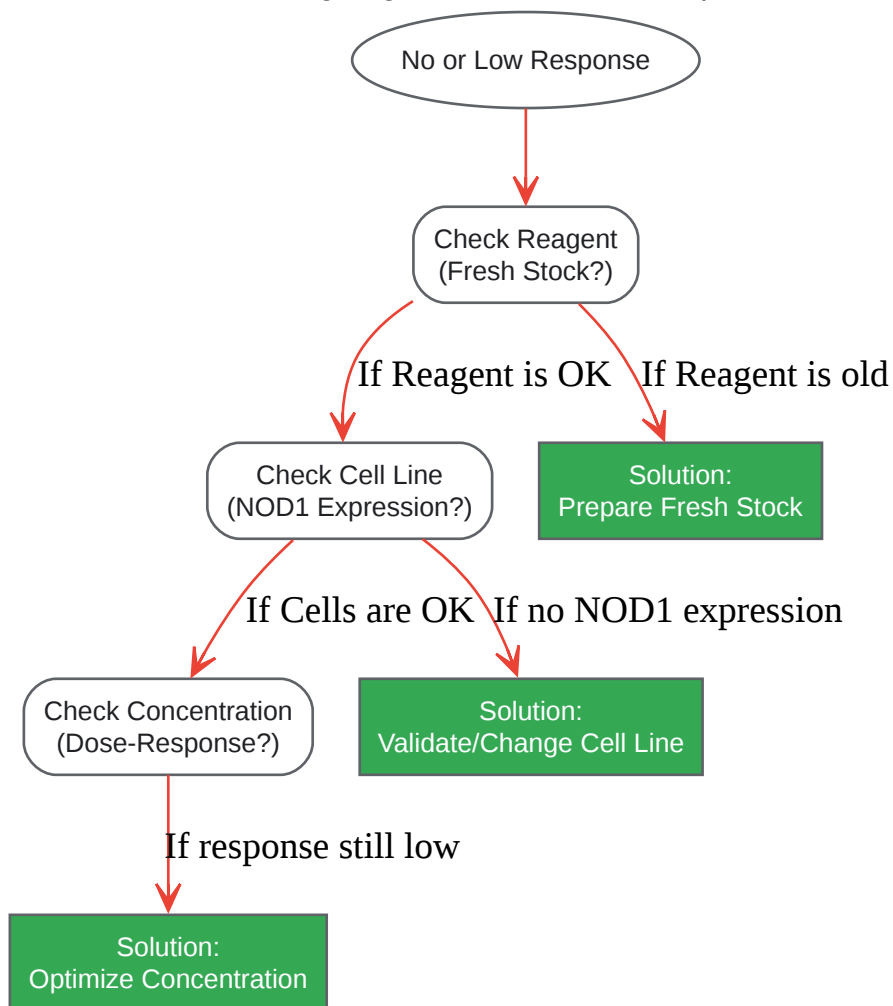 No or Low Response
Check Reagent
(Fresh Stock?)
If Reagent is OK
If Reagent is old
Check Cell Line
(NOD1 Expression?)
Solution:
Prepare Fresh Stock
If Cells are OK
If no NOD1 expression
Check Concentration
(Dose-Response?)
Solution:
Validate/Change Cell Line
If response still low
Solution:
Optimize Concentration